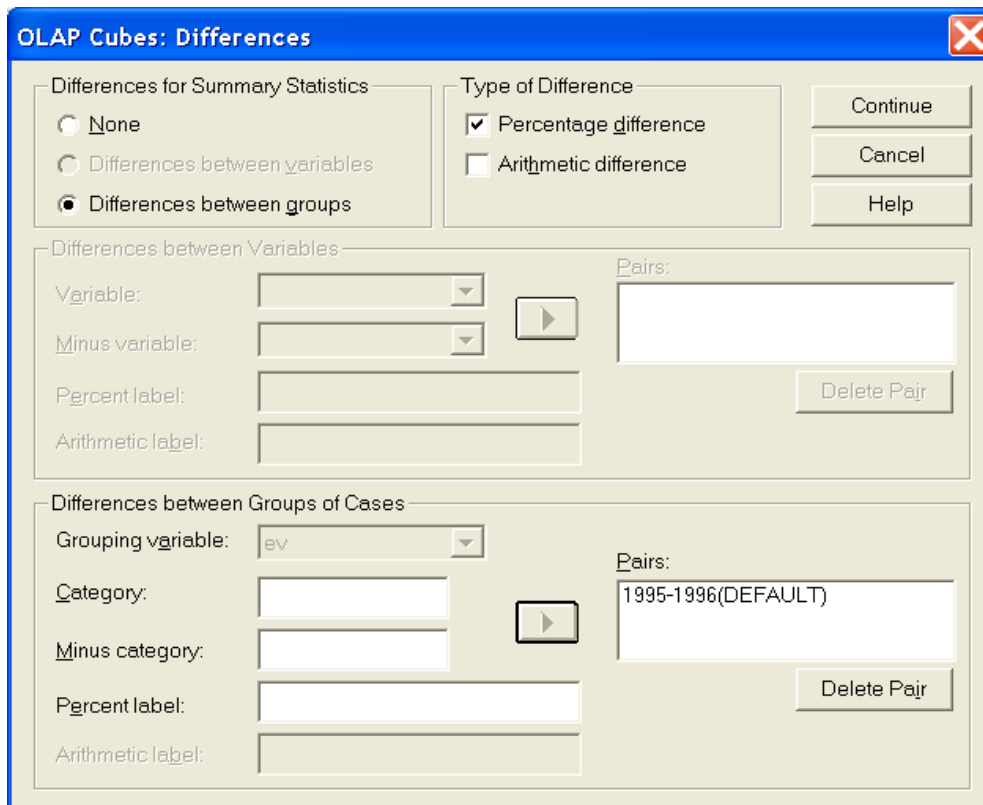 OLAP Cubes: Differences
Differences for Summary Statistics
None
Differences between variables
Differences between groups
Type of Difference
Percentage difference
Arithmetic difference
Continue
Cancel
Help
Differences between Variables
Variable:
Minus variable:
Percent label:
Arithmetic label:
Pairs:
Delete Pair
Differences between Groups of Cases
Grouping variable:
ev
Category:
Minus category:
Percent label:
Arithmetic label:
Pairs:
1995-1996(DEFAULT)
Delete Pair